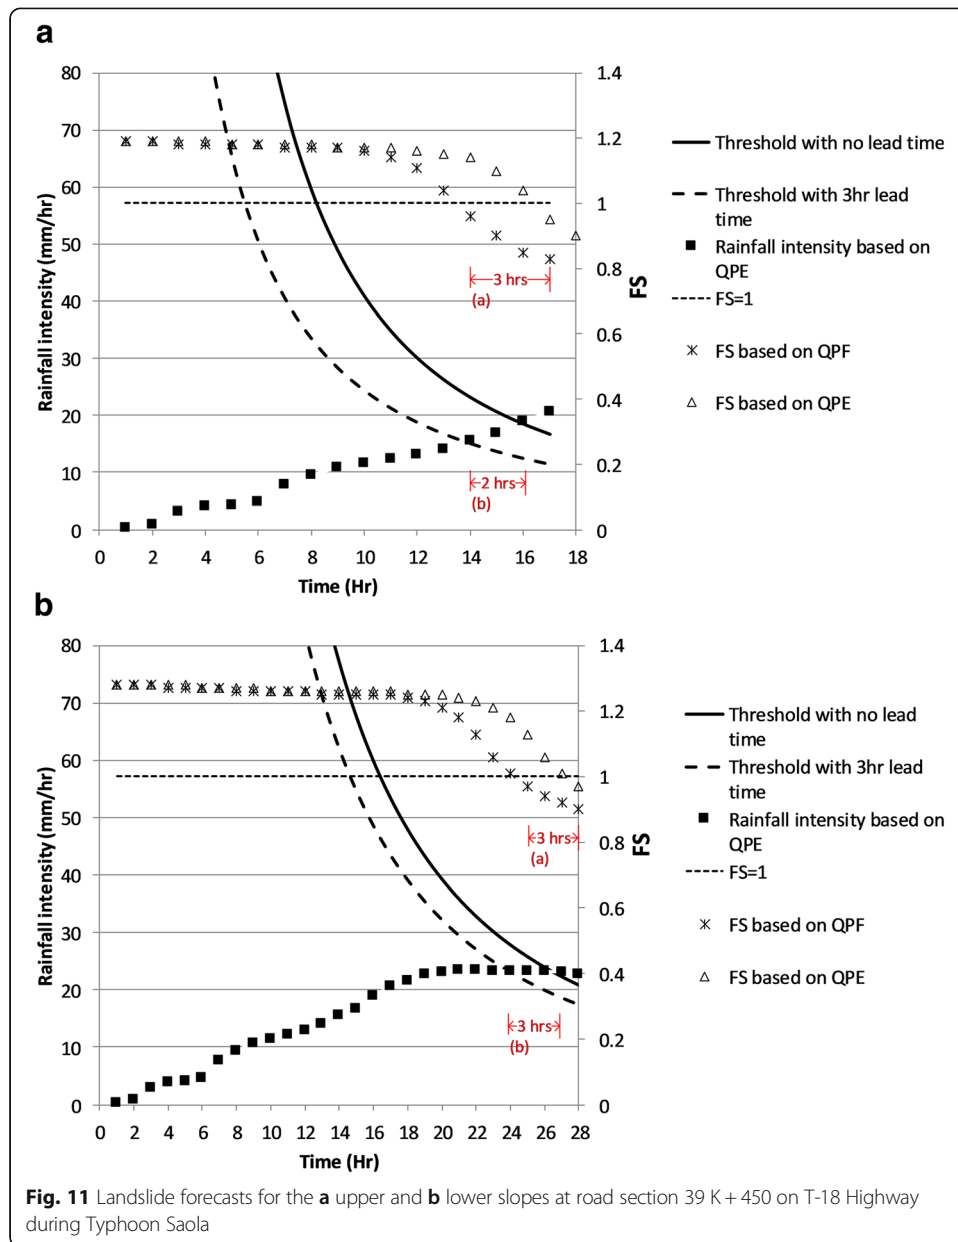 a
80
70
60
50
40
30
20
10
0
Rainfall intensity (mm/hr)
0 2 4 6 8 10 12 14 16 18
Time (Hr)
1.4
1.2
1
0.8
0.6
0.4
0.2
0
FS
3 hrs
(a)
2 hrs
(b)
Threshold with no lead time
Threshold with 3hr lead
time
Rainfall intensity based on
QPE
FS=1
FS based on QPF
FS based on QPE
b
80
70
60
50
40
30
20
10
0
Rainfall intensity (mm/hr)
0 2 4 6 8 10 12 14 16 18 20 22 24 26 28
Time (Hr)
1.4
1.2
1
0.8
0.6
0.4
0.2
0
FS
3 hrs
(a)
3 hrs
(b)
Threshold with no lead
time
Threshold with 3hr lead
time
Rainfall intensity based on
QPE
FS=1
FS based on QPF
FS based on QPE
Fig. 11 Landslide forecasts for the a upper and b lower slopes at road section 39 K + 450 on T-18 Highway
during Typhoon Saola